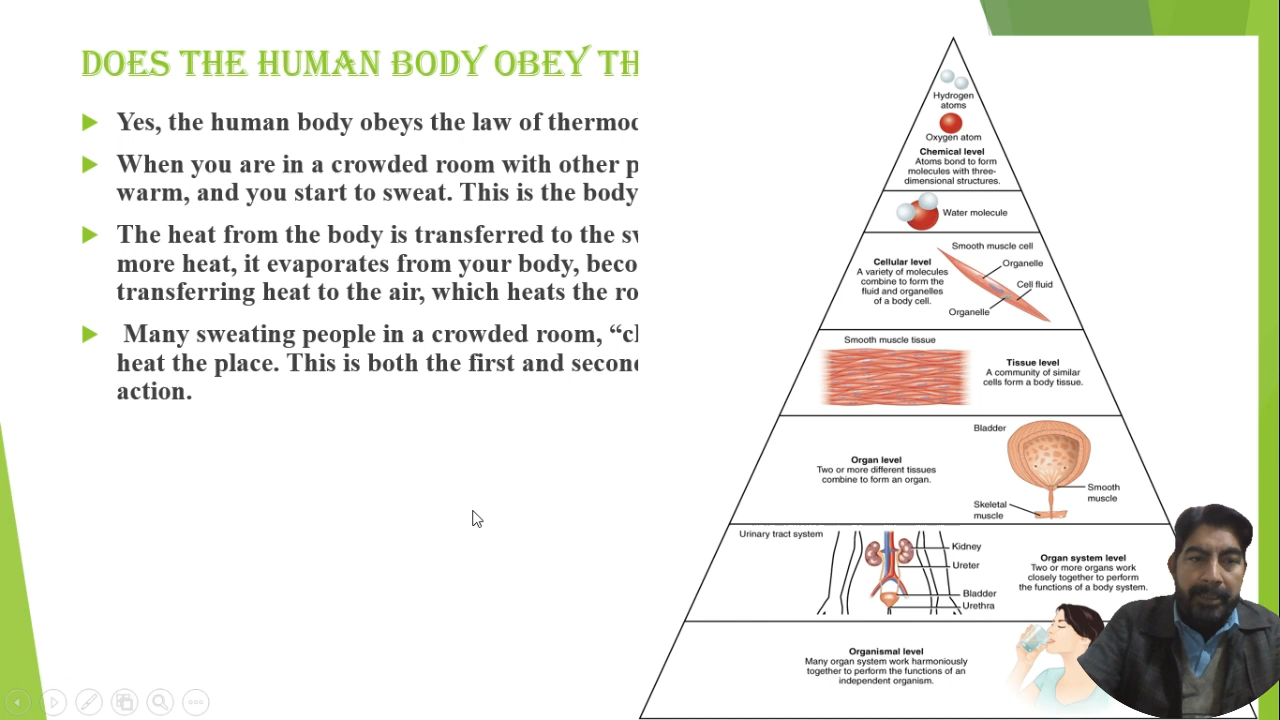 DOES THE HUMAN BODY OBEY TH
Yes, the human body obeys the law of thermod
When you are in a crowded room with other p
warm, and you start to sweat. This is the body
The heat from the body is transferred to the sw
more heat, it evaporates from your body, beco
transferring heat to the air, which heats the ro
Many sweating people in a crowded room, “cl
heat the place. This is both the first and second
action.
Hydrogen
atoms
Oxygen atom
Chemical level
Atoms bond to form
molecules with three-
dimensional structures.
Water molecule
Smooth muscle cell
Organelle
Cellular level
A variety of molecules
combine to form the
fluid and organelles
of a body cell.
Cell fluid
Organelle
Smooth muscle tissue
Tissue level
A community of similar
cells form a body tissue.
Bladder
Organ level
Two or more different tissues
combine to form an organ.
Smooth
muscle
Skeletal
muscle
Urinary tract system
Kidney
Ureter
Bladder
Urethra
Organ system level
Two or more organs work
closely together to perform
the functions of a body system.
Organismal level
Many organ system work harmoniously
together to perform the functions of an
independent organism.